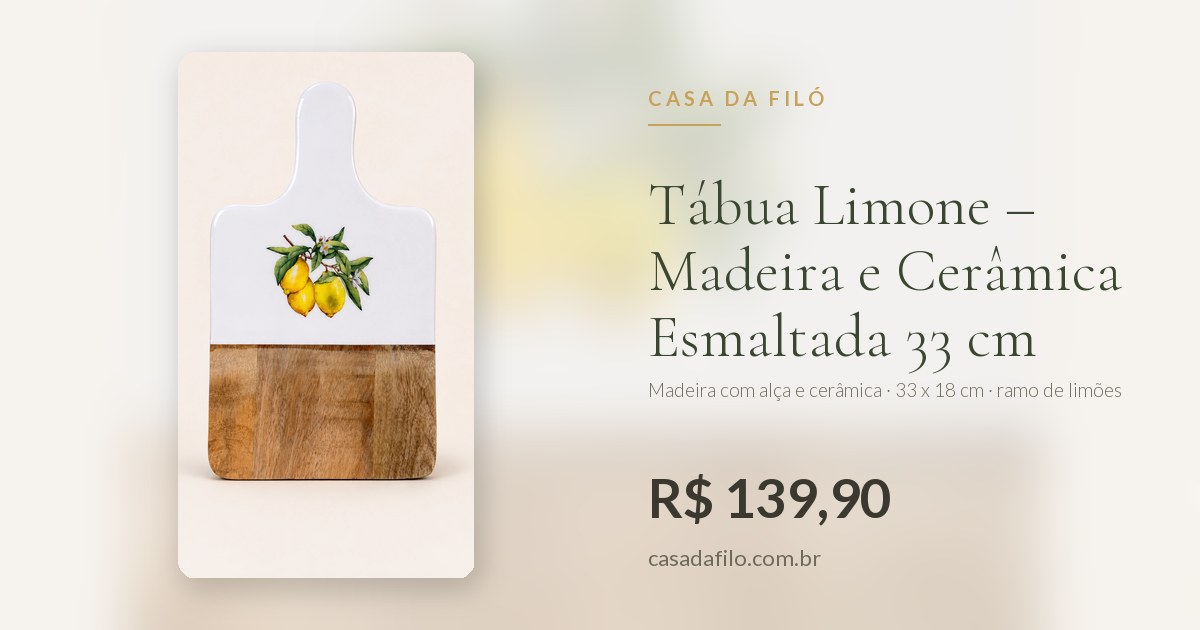 CASA DA FILÓ
Tábua Limone –
Madeira e Cerâmica
Esmaltada 33 cm
Madeira com alça e cerâmica · 33 x 18 cm · ramo de limões
R$ 139,90
casadafilo.com.br